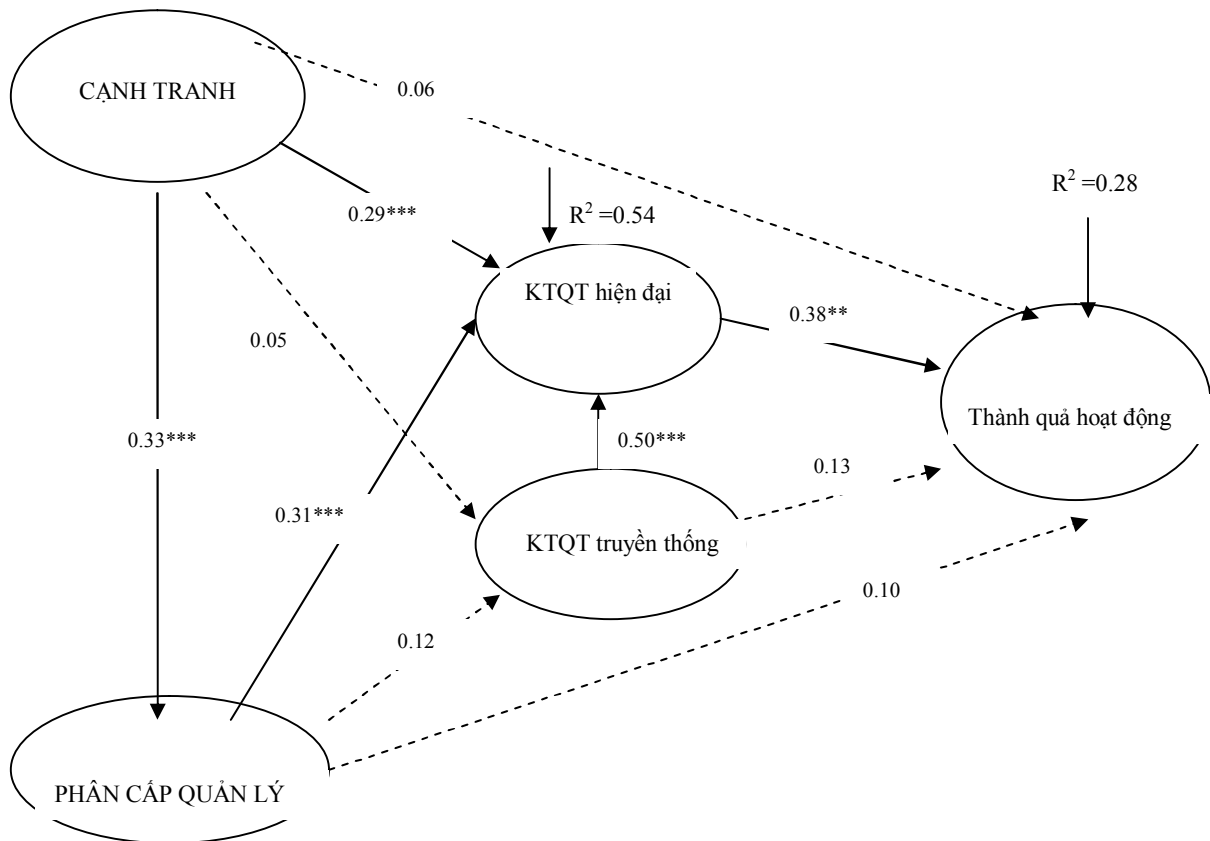 CẠNH TRANH
0.06
R² =0.28
0.29***
R² =0.54
KTQT hiện đại
0.38**
0.05
Thành quả hoạt động
0.33***
0.50***
0.13
0.31***
KTQT truyền thống
0.10
0.12
PHÂN CẤP QUẢN LÝ